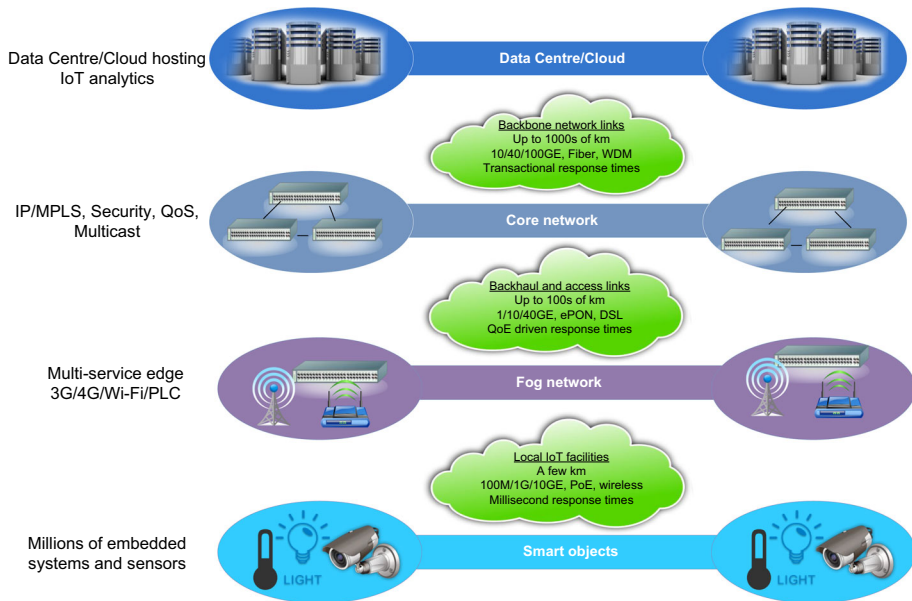 Data Centre/Cloud hosting
IoT analytics
Data Centre/Cloud
Backbone network links
Up to 1000s of km
10/40/100GE, Fiber, WDM
Transactional response times
IP/MPLS, Security, QoS,
Multicast
Core network
Backhaul and access links
Up to 100s of km
1/10/40GE, ePON, DSL
QoE driven response times
Multi-service edge
3G/4G/Wi-Fi/PLC
Fog network
Local IoT facilities
A few km
100M/1G/10GE, PoE, wireless
Millisecond response times
Millions of embedded
systems and sensors
LIGHT
Smart objects
LIGHT